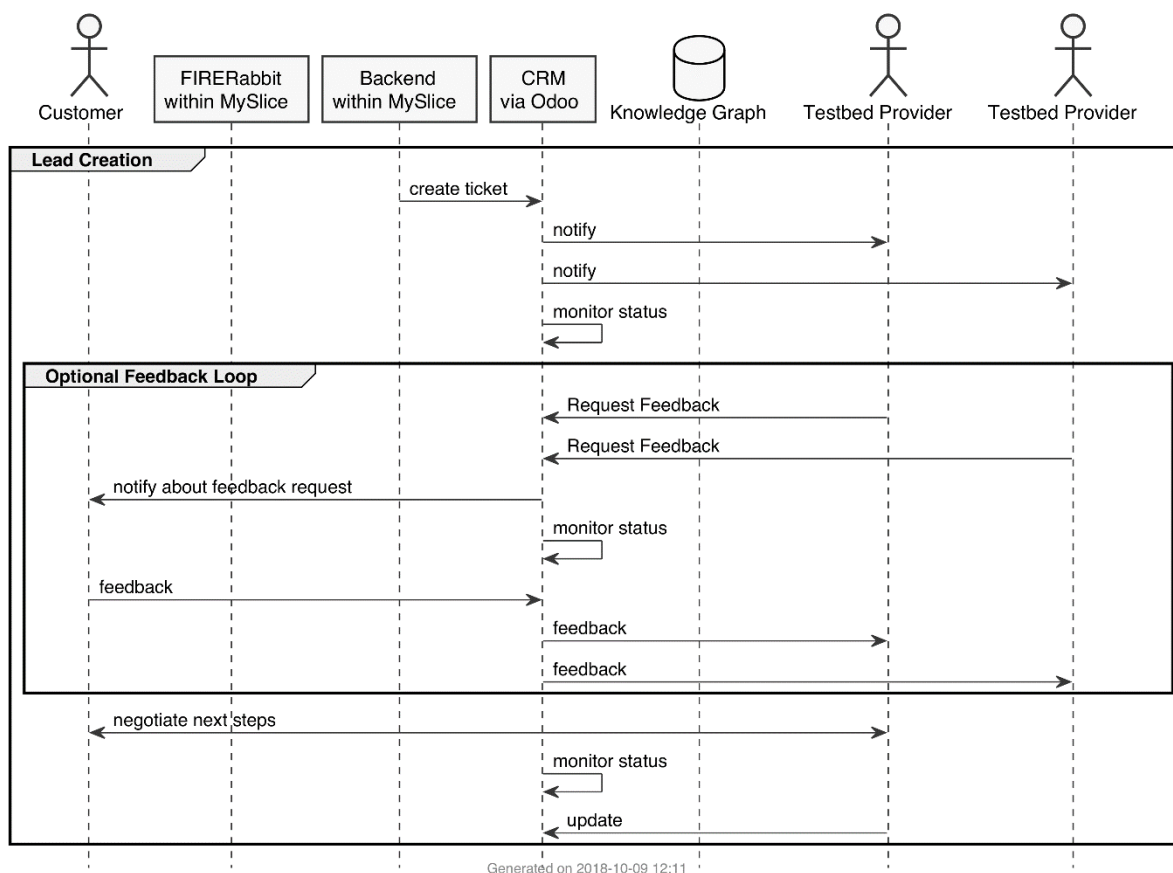 Customer
FIRERabbit
within MySlice
Backend
within MySlice
CRM
via Odoo
Knowledge Graph
Testbed Provider
Testbed Provider
Lead Creation
create ticket
notify
notify
monitor status
Optional Feedback Loop
Request Feedback
Request Feedback
notify about feedback request
monitor status
feedback
feedback
feedback
negotiate next steps
monitor status
update
Generated on 2018-10-09 12:11